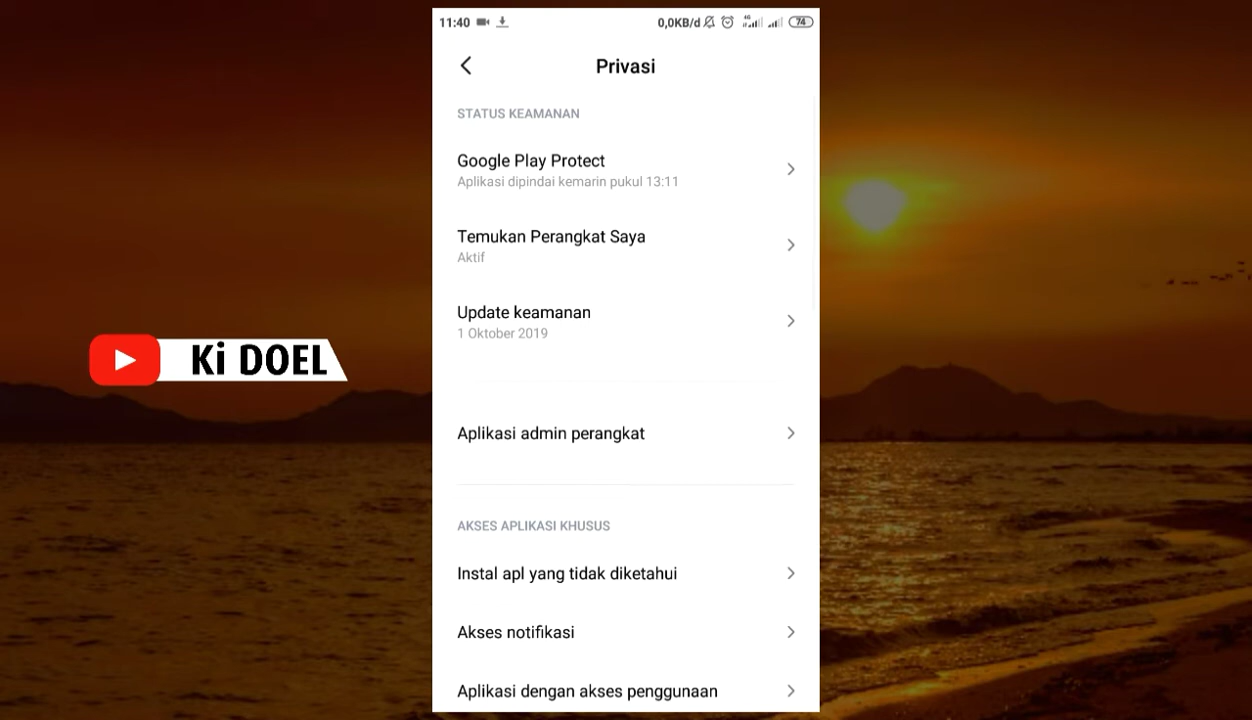 11:40
0,0KB/d
4G
74
Privasi
STATUS KEAMANAN
Google Play Protect
Aplikasi dipindai kemarin pukul 13:11
Temukan Perangkat Saya
Aktif
Update keamanan
1 Oktober 2019
Ki DOEL
Aplikasi admin perangkat
AKSES APLIKASI KHUSUS
Instal apl yang tidak diketahui
Akses notifikasi
Aplikasi dengan akses penggunaan